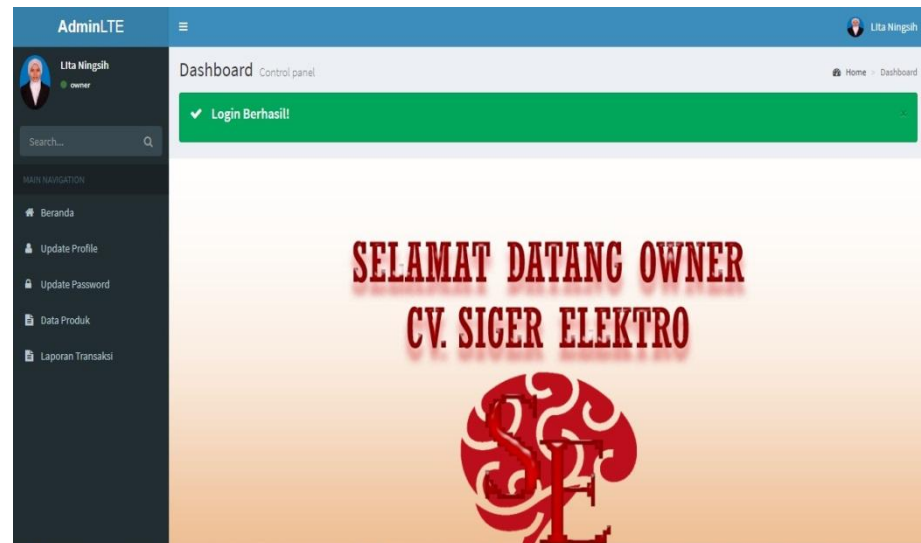 AdminLTE
LIta Ningsih
LIta Ningsih
owner
Dashboard Control panel
Home > Dashboard
Login Berhasil!
×
Search...
MAIN NAVIGATION
Beranda
Update Profile
Update Password
Data Produk
Laporan Transaksi
SELAMAT DATANG OWNER
CV. SIGER ELEKTRO
SE